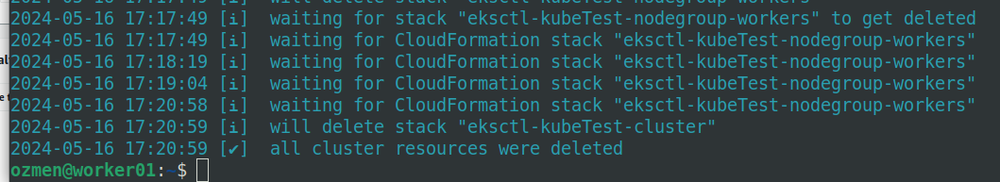 2024-05-16 17:17:49 [ℹ]  waiting for stack "eksctl-kubeTest-nodegroup-workers" to get deleted
2024-05-16 17:17:49 [ℹ]  waiting for CloudFormation stack "eksctl-kubeTest-nodegroup-workers"
2024-05-16 17:18:19 [ℹ]  waiting for CloudFormation stack "eksctl-kubeTest-nodegroup-workers"
2024-05-16 17:19:04 [ℹ]  waiting for CloudFormation stack "eksctl-kubeTest-nodegroup-workers"
2024-05-16 17:20:58 [ℹ]  waiting for CloudFormation stack "eksctl-kubeTest-nodegroup-workers"
2024-05-16 17:20:59 [ℹ]  will delete stack "eksctl-kubeTest-cluster"
2024-05-16 17:20:59 [✔]  all cluster resources were deleted
ozmen@worker01:~$